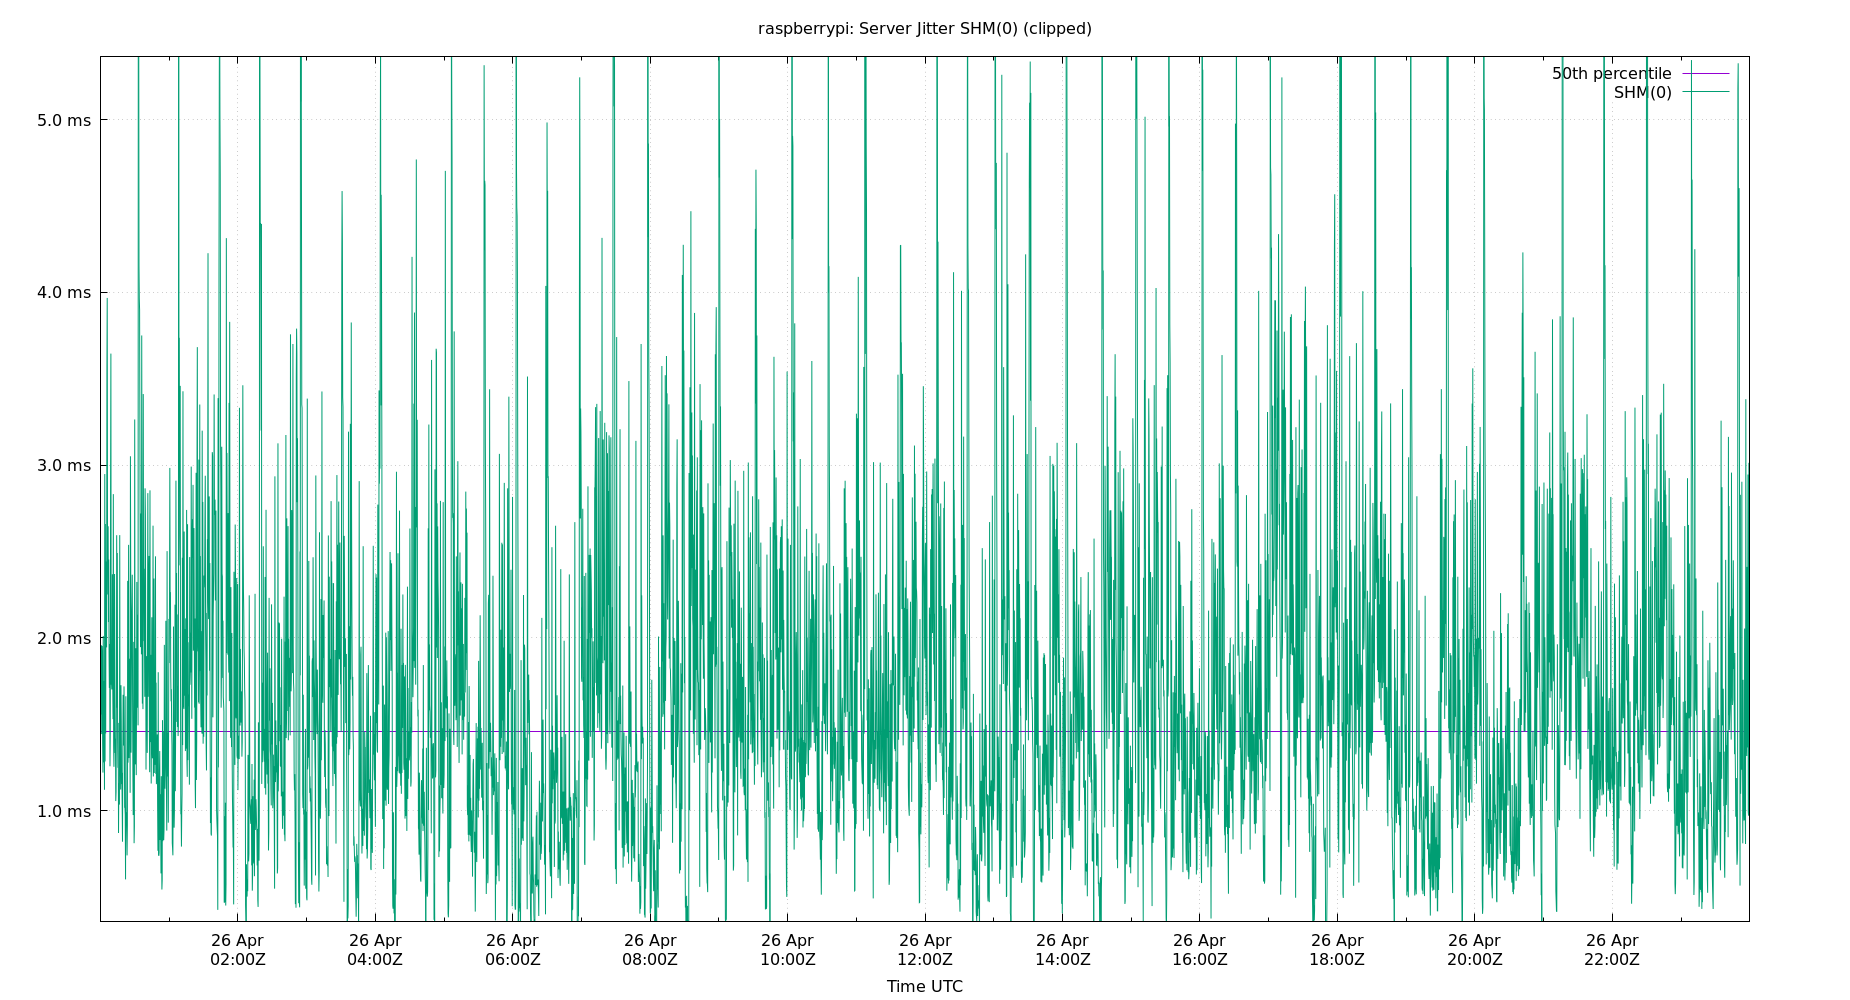 raspberrypi: Server Jitter SHM(0) (clipped)
50th percentile
SHM(0)
5.0 ms
4.0 ms
3.0 ms
2.0 ms
1.0 ms
26 Apr 26 Apr 26 Apr 26 Apr 26 Apr 26 Apr 26 Apr 26 Apr 26 Apr 26 Apr 26 Apr
02:00Z 04:00Z 06:00Z 08:00Z 10:00Z 12:00Z 14:00Z 16:00Z 18:00Z 20:00Z 22:00Z
Time UTC